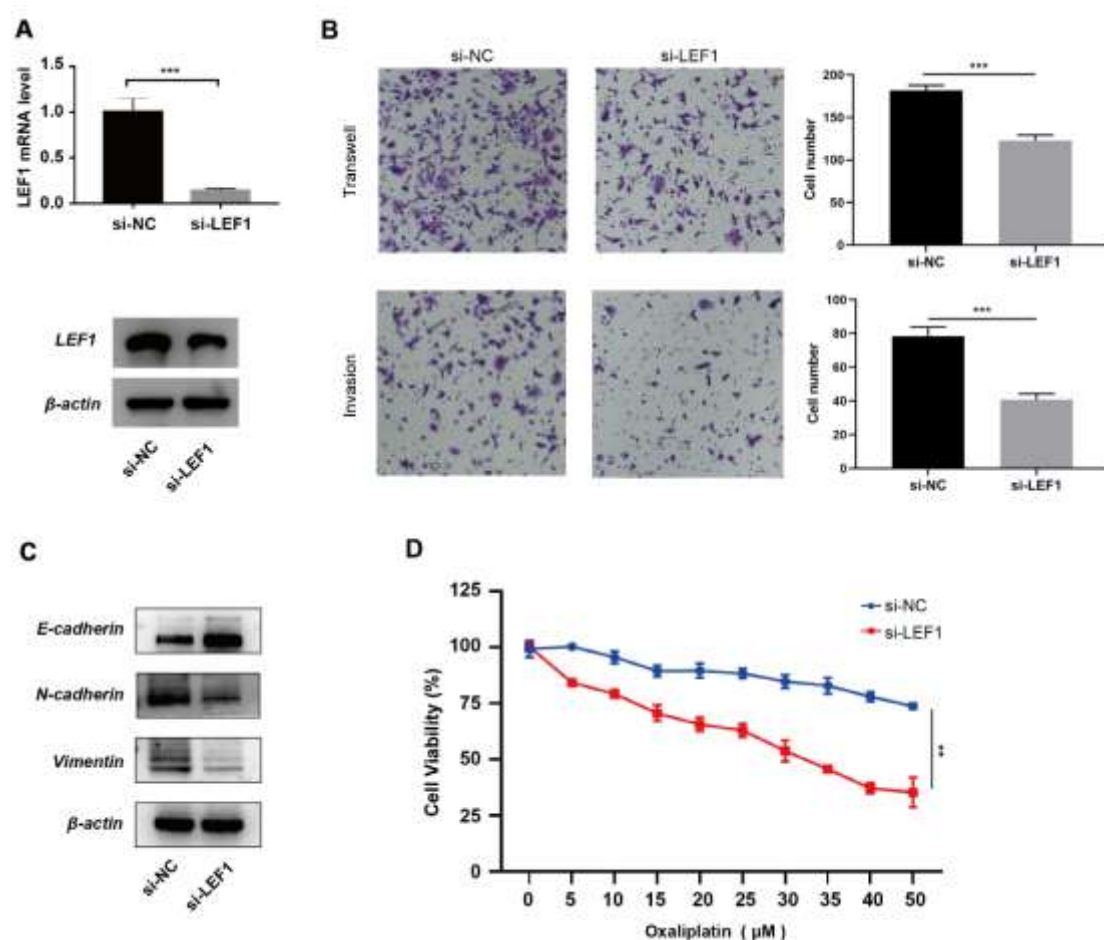 A
LEF1 mRNA level
1.5
1.0
0.5
0.0
***
si-NC
si-LEF1
LEF1
β-actin
si-NC
si-LEF1
B
si-NC
si-LEF1
Transwell
Cell number
200
150
100
50
0
***
si-NC
si-LEF1
Invasion
Cell number
80
60
40
20
0
***
si-NC
si-LEF1
C
E-cadherin
N-cadherin
Vimentin
β-actin
si-NC
si-LEF1
D
Cell Viability (%)
125
100
75
50
25
0
si-NC
si-LEF1
**
0 5 10 15 20 25 30 35 40 50
Oxaliplatin ( μM )